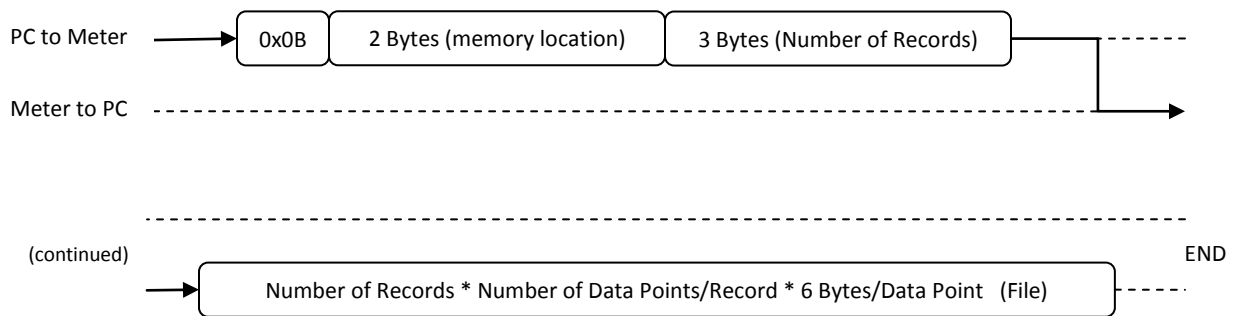 PC to Meter 0x0B 2 Bytes (memory location) 3 Bytes (Number of Records)
Meter to PC
(continued) END
Number of Records * Number of Data Points/Record * 6 Bytes/Data Point (File)